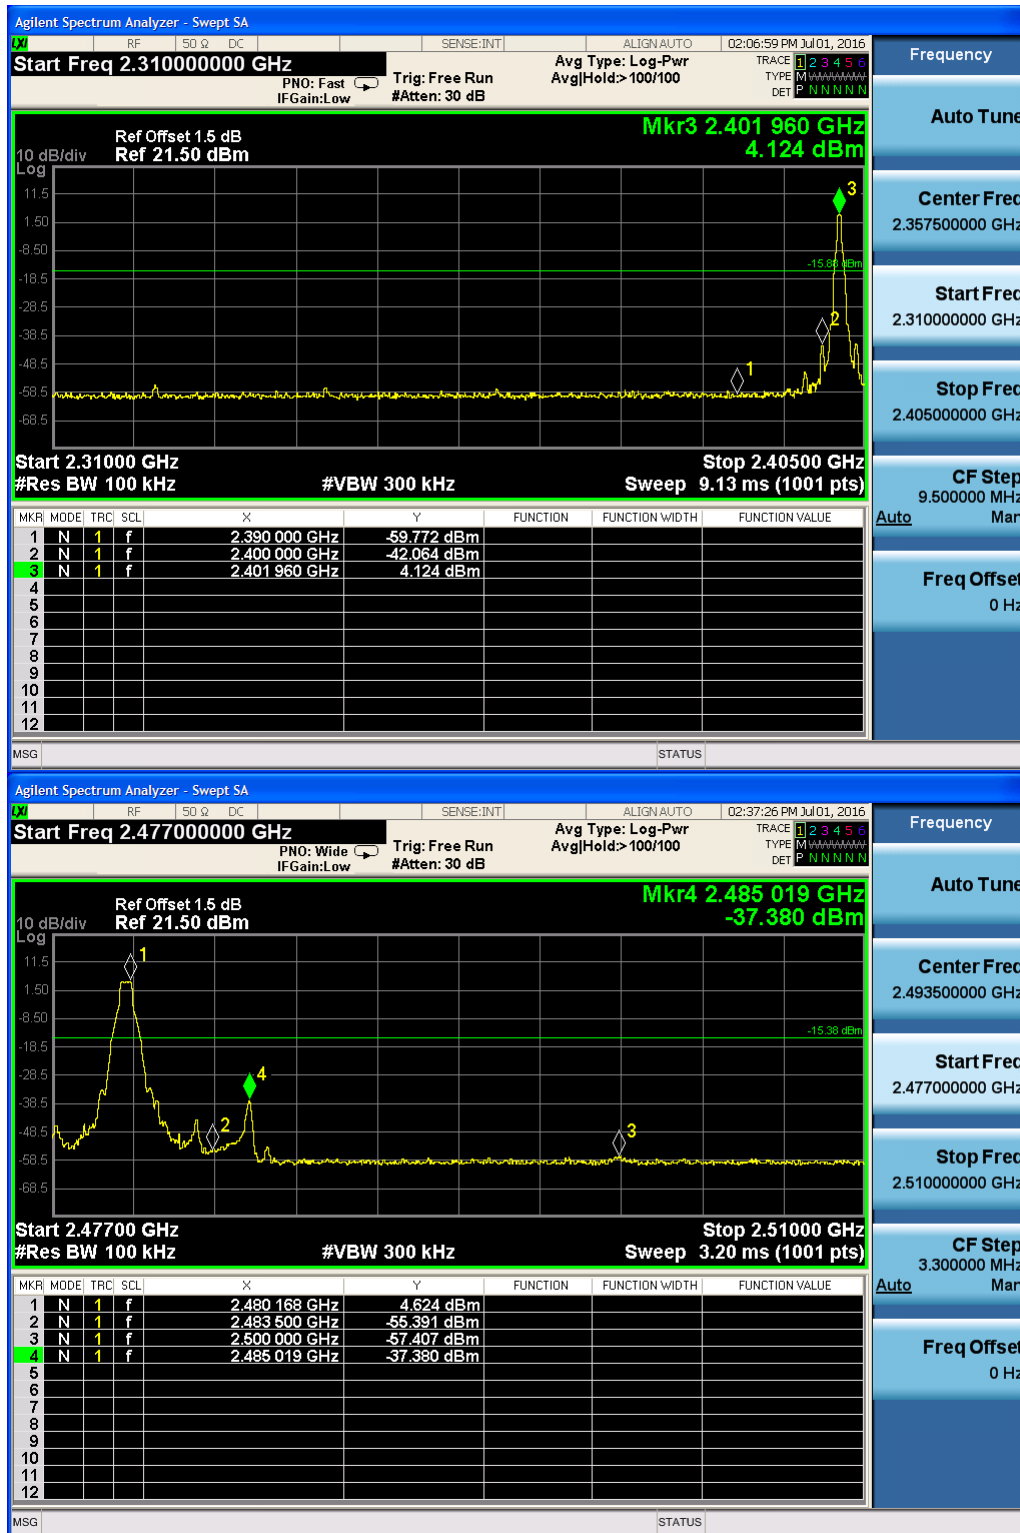 Agilent Spectrum Analyzer - Swept SA
LXI RF 50 Ω DC SENSE:INT ALIGN AUTO 02:06:59 PM Jul 01, 2016
Start Freq 2.310000000 GHz
PNO: Fast
IFGain:Low
Trig: Free Run
#Atten: 30 dB
Avg Type: Log-Pwr
Avg|Hold:>100/100
TRACE 1 2 3 4 5 6
TYPE M
DET P N N N N N
Mkr3 2.401 960 GHz
4.124 dBm
Ref Offset 1.5 dB
10 dB/div Ref 21.50 dBm
Log
11.5
1.50
-8.50
-18.5
-28.5
-38.5
-48.5
-58.5
-68.5
-15.88 dBm
1
2
3
Start 2.31000 GHz Stop 2.40500 GHz
#Res BW 100 kHz #VBW 300 kHz Sweep 9.13 ms (1001 pts)
MKR MODE TRC SCL X Y FUNCTION FUNCTION WIDTH FUNCTION VALUE
1 N 1 f 2.390 000 GHz -59.772 dBm
2 N 1 f 2.400 000 GHz -42.064 dBm
3 N 1 f 2.401 960 GHz 4.124 dBm
4
5
6
7
8
9
10
11
12
MSG STATUS
Frequency
Auto Tune
Center Freq
2.357500000 GHz
Start Freq
2.310000000 GHz
Stop Freq
2.405000000 GHz
CF Step
9.500000 MHz
Auto Man
Freq Offset
0 Hz
Agilent Spectrum Analyzer - Swept SA
LXI RF 50 Ω DC SENSE:INT ALIGN AUTO 02:37:26 PM Jul 01, 2016
Start Freq 2.477000000 GHz
PNO: Wide
IFGain:Low
Trig: Free Run
#Atten: 30 dB
Avg Type: Log-Pwr
Avg|Hold:>100/100
TRACE 1 2 3 4 5 6
TYPE M
DET P N N N N N
Mkr4 2.485 019 GHz
-37.380 dBm
Ref Offset 1.5 dB
10 dB/div Ref 21.50 dBm
Log
11.5
1.50
-8.50
-18.5
-28.5
-38.5
-48.5
-58.5
-68.5
-15.38 dBm
1
2
4
3
Start 2.47700 GHz Stop 2.51000 GHz
#Res BW 100 kHz #VBW 300 kHz Sweep 3.20 ms (1001 pts)
MKR MODE TRC SCL X Y FUNCTION FUNCTION WIDTH FUNCTION VALUE
1 N 1 f 2.480 168 GHz 4.624 dBm
2 N 1 f 2.483 500 GHz -55.391 dBm
3 N 1 f 2.500 000 GHz -57.407 dBm
4 N 1 f 2.485 019 GHz -37.380 dBm
5
6
7
8
9
10
11
12
MSG STATUS
Frequency
Auto Tune
Center Freq
2.493500000 GHz
Start Freq
2.477000000 GHz
Stop Freq
2.510000000 GHz
CF Step
3.300000 MHz
Auto Man
Freq Offset
0 Hz